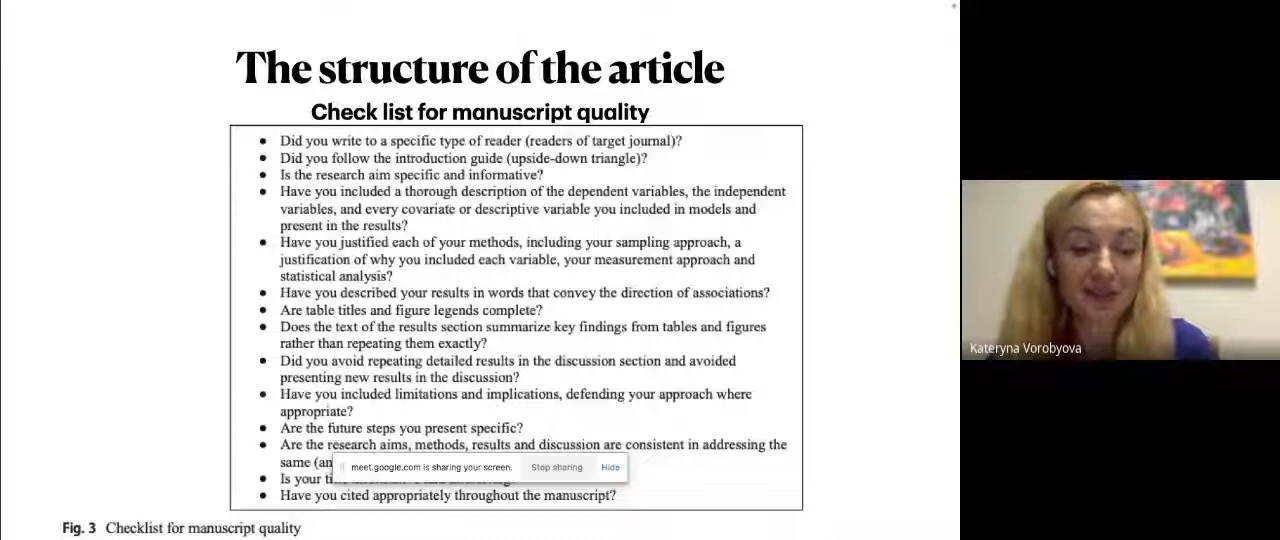 The structure of the article
Check list for manuscript quality
• Did you write to a specific type of reader (readers of target journal)?
• Did you follow the introduction guide (upside-down triangle)?
• Is the research aim specific and informative?
• Have you included a thorough description of the dependent variables, the independent
variables, and every covariate or descriptive variable you included in models and
present in the results?
• Have you justified each of your methods, including your sampling approach, a
justification of why you included each variable, your measurement approach and
statistical analysis?
• Have you described your results in words that convey the direction of associations?
• Are table titles and figure legends complete?
• Does the text of the results section summarize key findings from tables and figures
rather than repeating them exactly?
• Did you avoid repeating detailed results in the discussion section and avoided
presenting new results in the discussion?
• Have you included limitations and implications, defending your approach where
appropriate?
• Are the future steps you present specific?
• Are the research aims, methods, results and discussion are consistent in addressing the
same
meet.google.com is sharing your screen. Stop sharing Hide
• Is your
• Have you cited appropriately throughout the manuscript?
Fig. 3 Checklist for manuscript quality
Kateryna Vorobyova